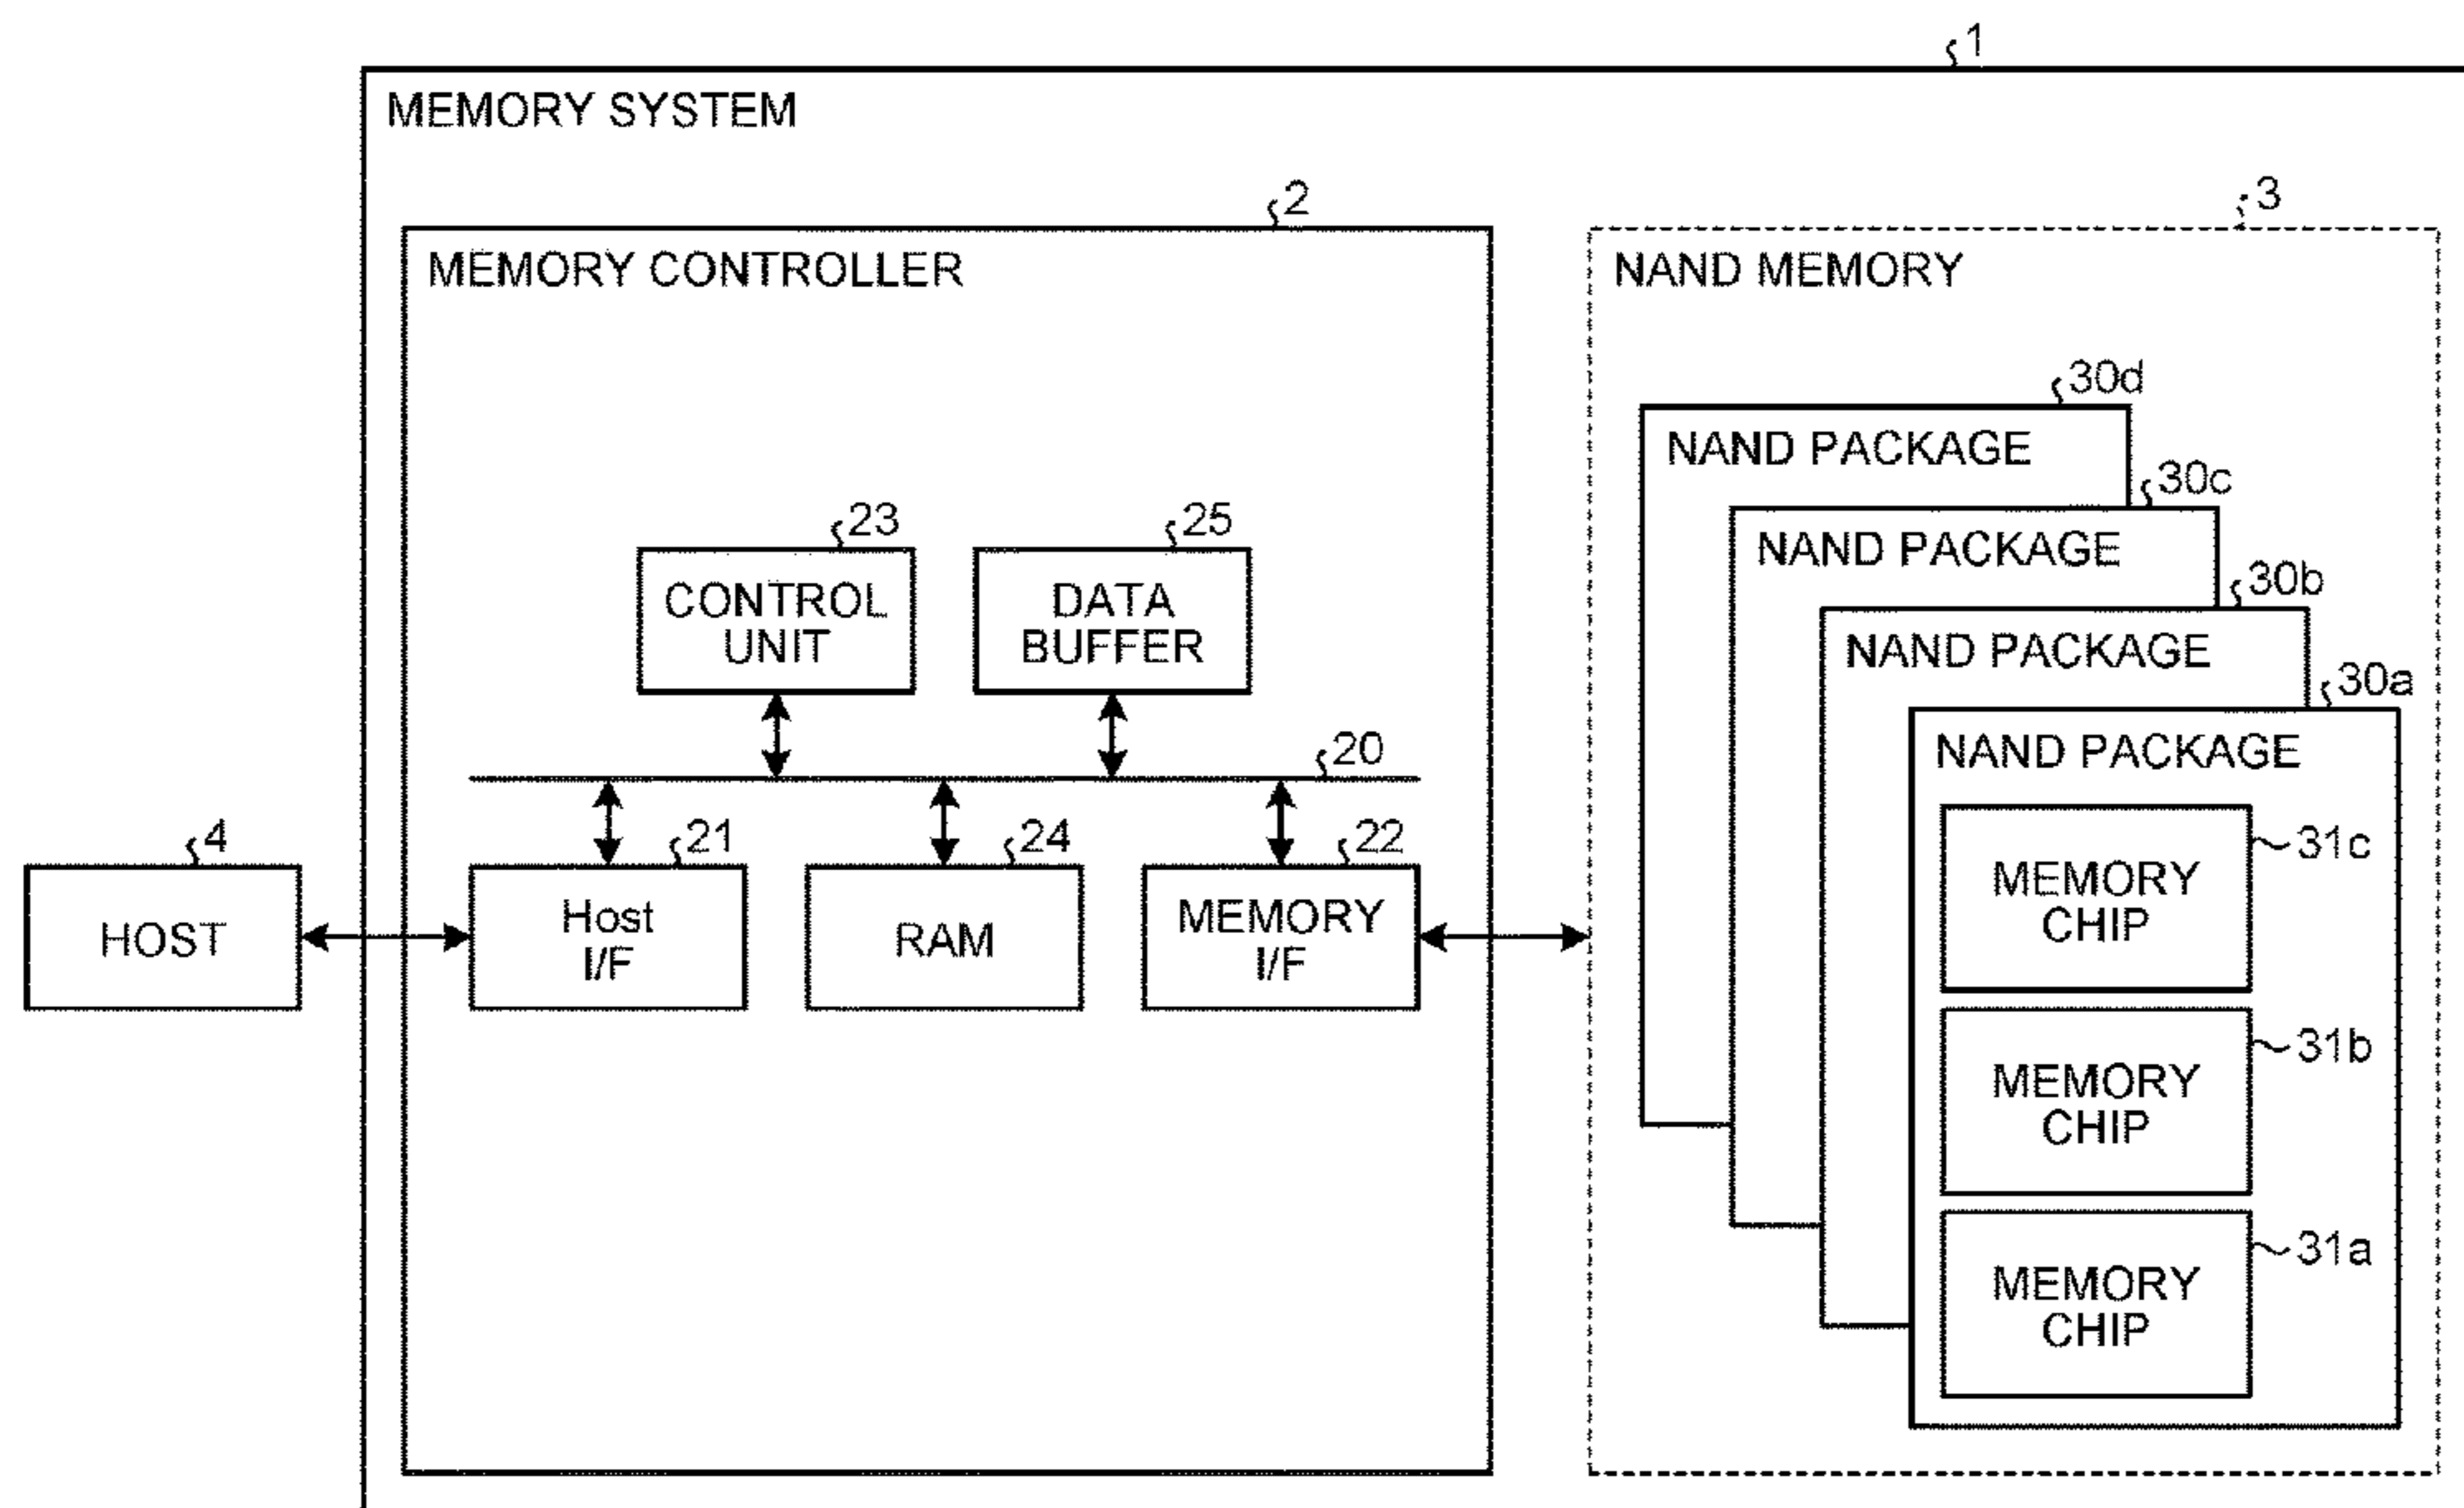 1
MEMORY SYSTEM
2
3
MEMORY CONTROLLER
NAND MEMORY
30d
NAND PACKAGE
30c
NAND PACKAGE
30b
NAND PACKAGE
30a
NAND PACKAGE
23
CONTROL
UNIT
25
DATA
BUFFER
20
4
HOST
21
Host
I/F
24
RAM
22
MEMORY
I/F
31c
MEMORY
CHIP
31b
MEMORY
CHIP
31a
MEMORY
CHIP